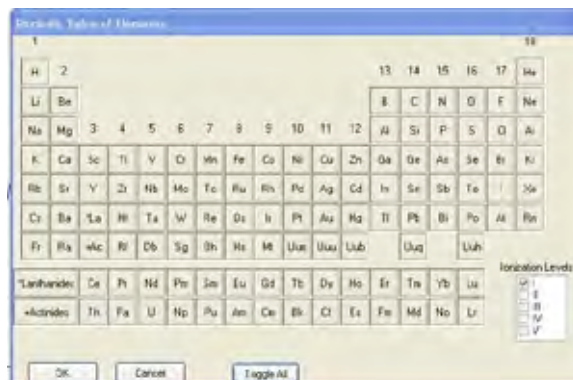 Periodic Table of Elements
1 18
H 2 13 14 15 16 17 He
Li Be B C N O F Ne
Na Mg 3 4 5 6 7 8 9 10 11 12 Al Si P S Cl Ar
K Ca Sc Ti V Cr Mn Fe Co Ni Cu Zn Ga Ge As Se Br Kr
Rb Sr Y Zr Nb Mo Tc Ru Rh Pd Ag Cd In Sn Sb Te I Xe
Cs Ba *La Hf Ta W Re Os Ir Pt Au Hg Tl Pb Bi Po At Rn
Fr Ra +Ac Rf Db Sg Bh Hs Mt Uun Uuu Uub Uuq Uuh
Ionization Levels
*Lanthanides Ce Pr Nd Pm Sm Eu Gd Tb Dy Ho Er Tm Yb Lu I
II
+Actinides Th Pa U Np Pu Am Cm Bk Cf Es Fm Md No Lr III
IV
V
OK Cancel Toggle All